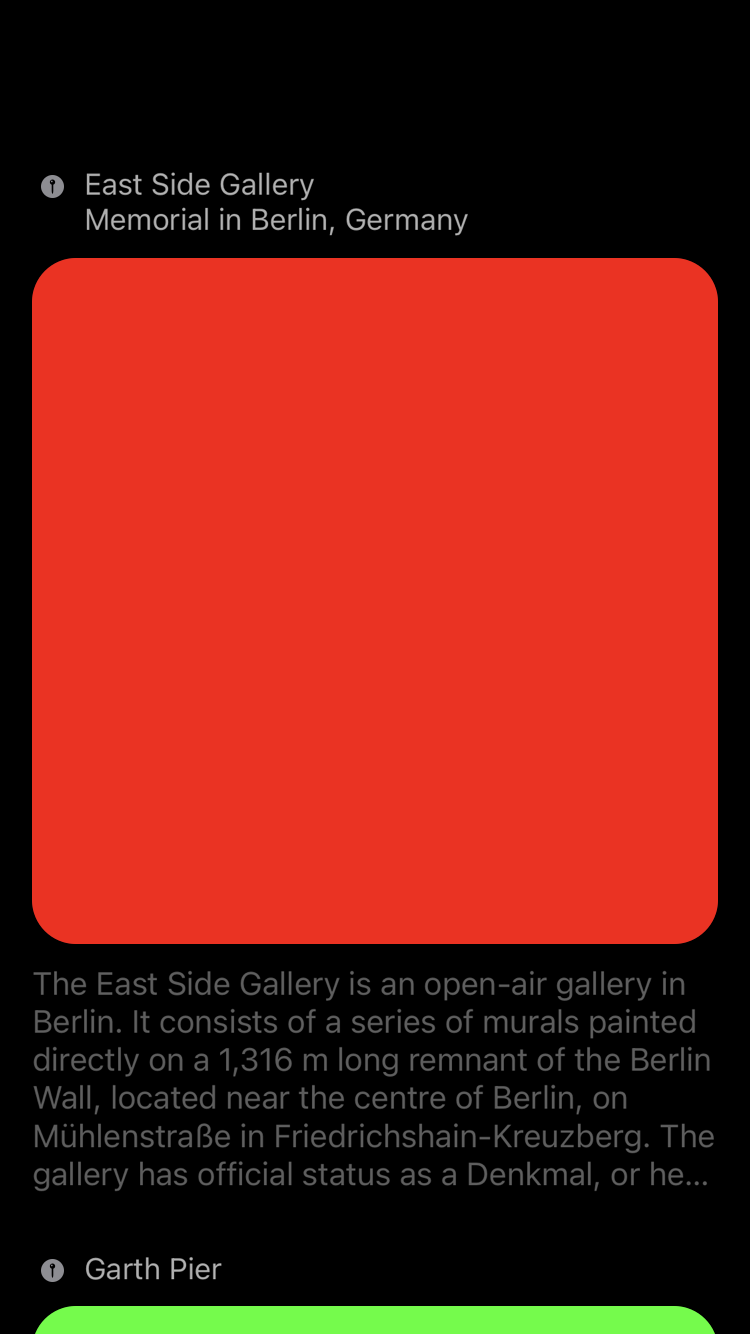 East Side Gallery
Memorial in Berlin, Germany
The East Side Gallery is an open-air gallery in
Berlin. It consists of a series of murals painted
directly on a 1,316 m long remnant of the Berlin
Wall, located near the centre of Berlin, on
Mühlenstraße in Friedrichshain-Kreuzberg. The
gallery has official status as a Denkmal, or he...
Garth Pier